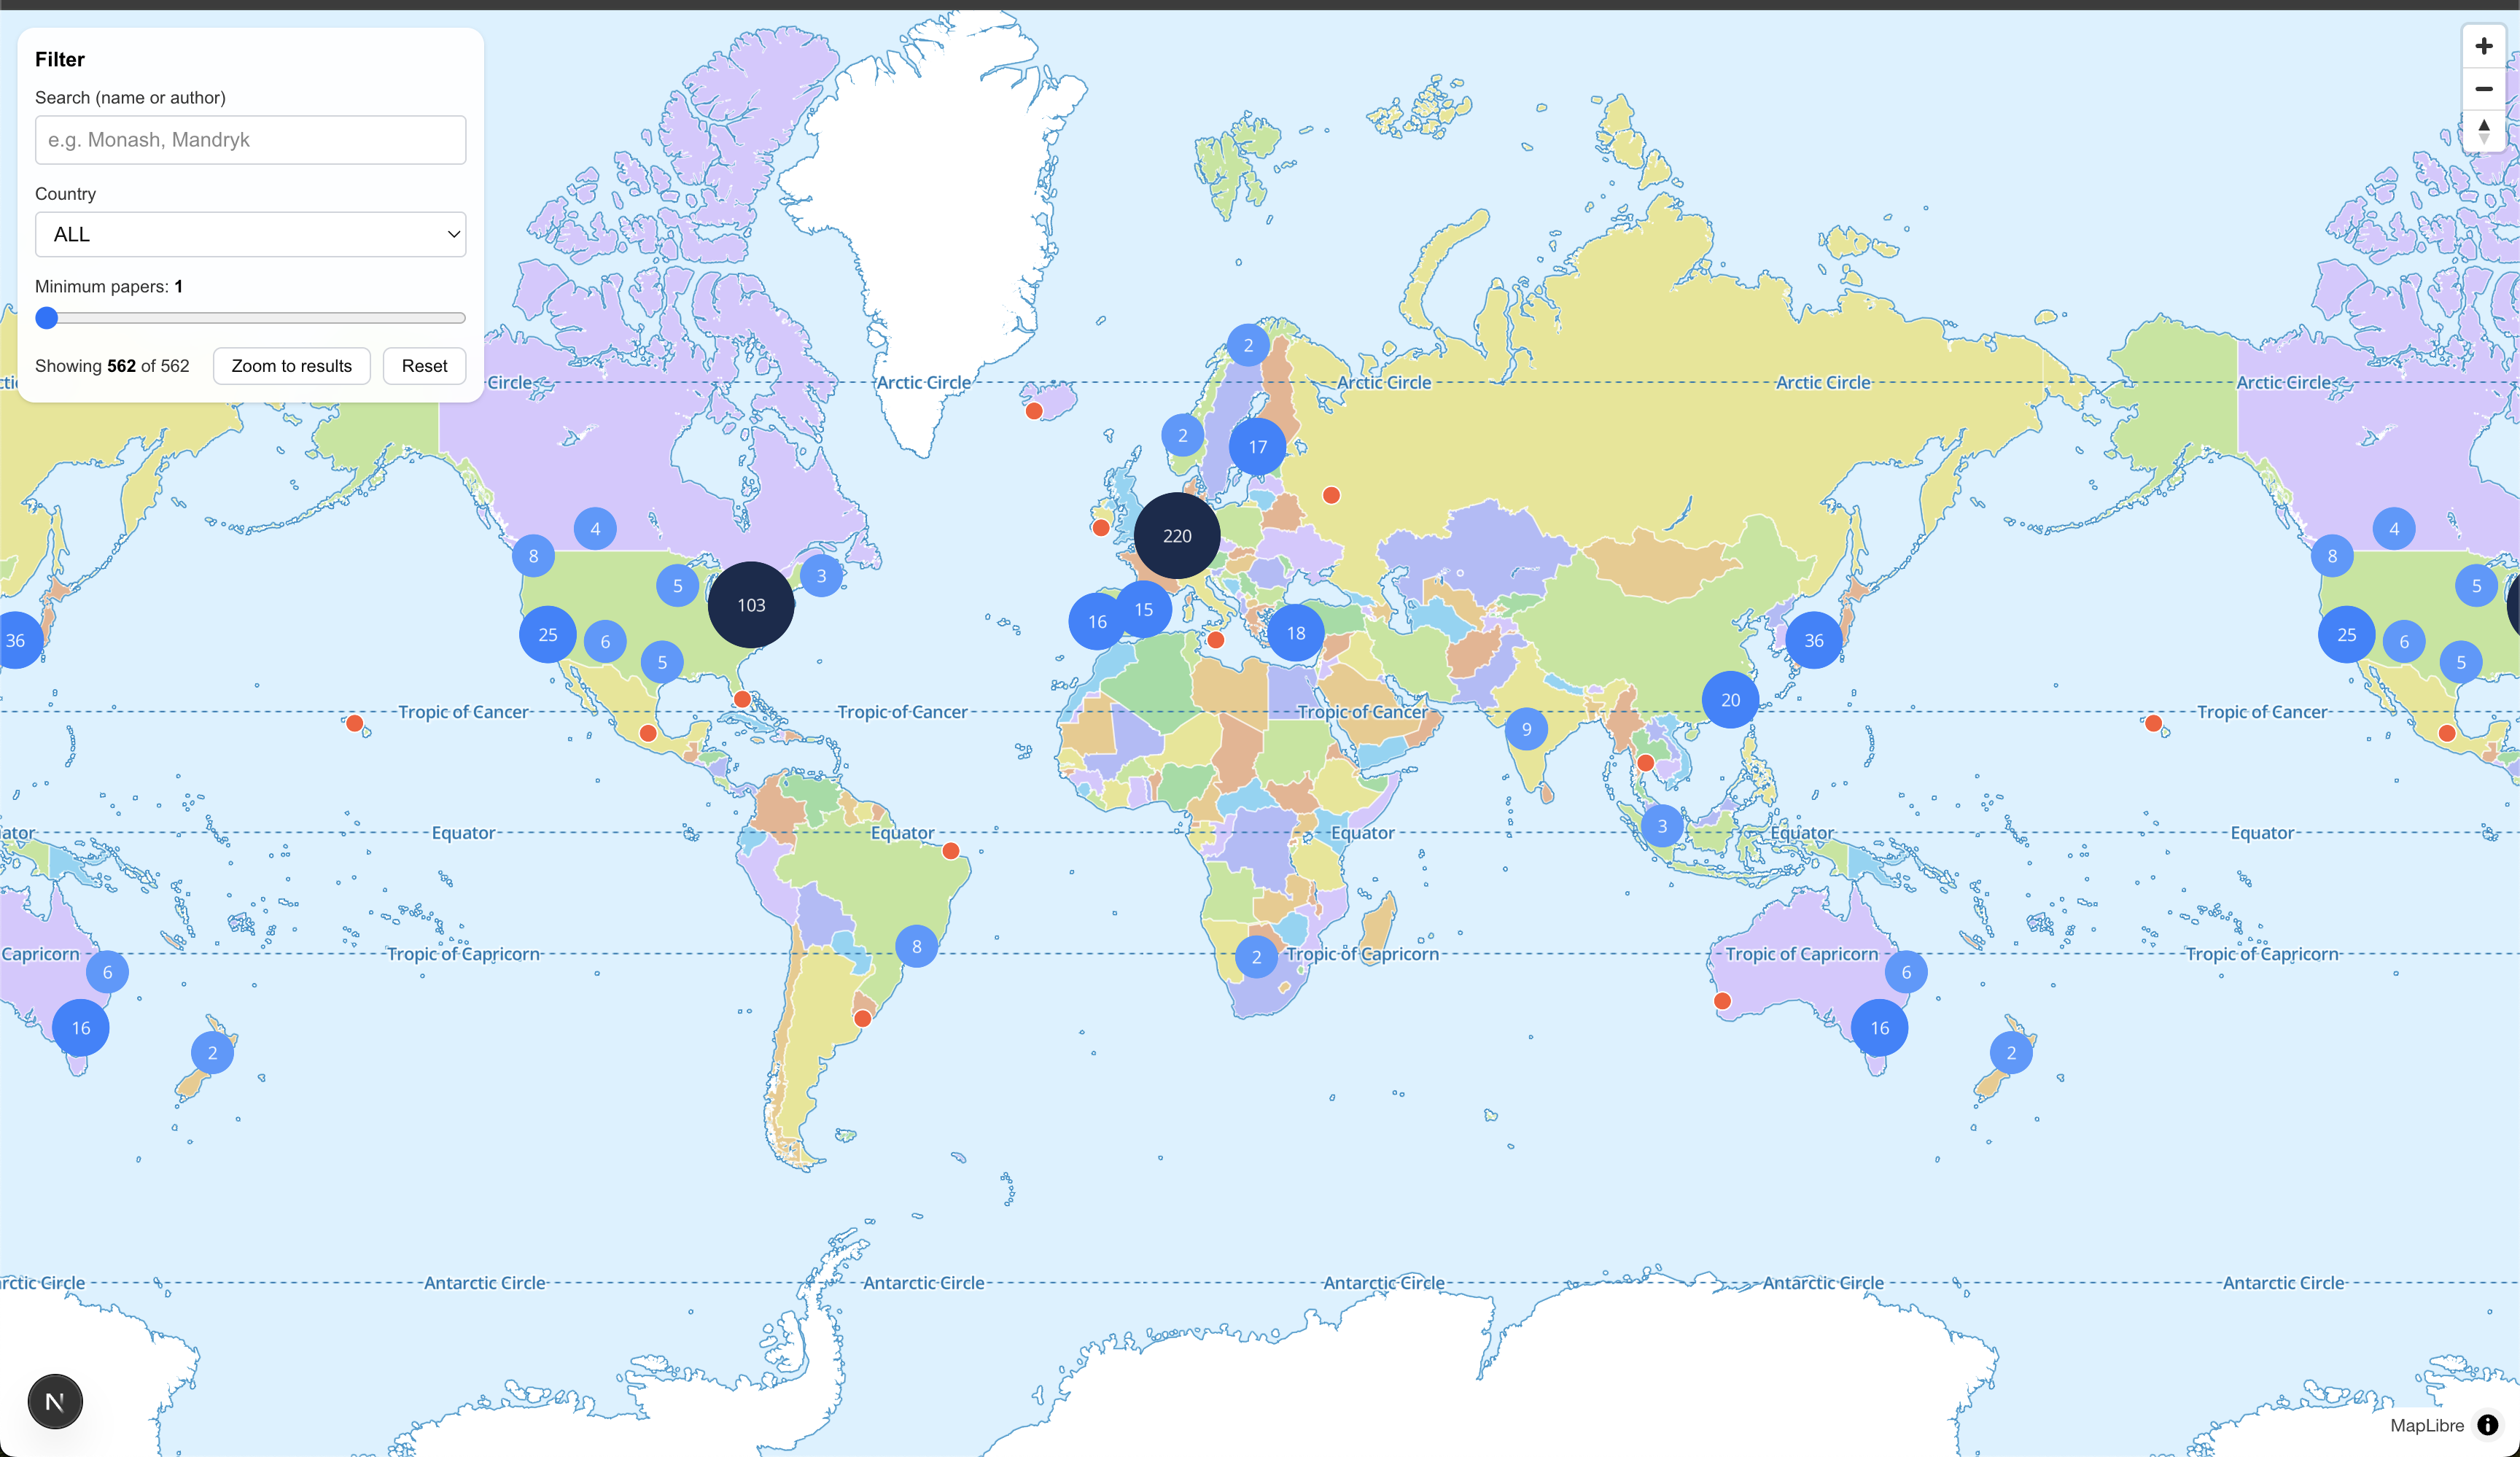 Filter
Search (name or author)
e.g. Monash, Mandryk
Country
ALL
Minimum papers: 1
Showing 562 of 562 Zoom to results Reset
2
ctic Circle Arctic Circle Arctic Circle Arctic Circle Arctic Circle
2 17
220
4 4
8 8
5 3 5
103
16 15
25 6 18 36 25 6
36
5 5
20
Tropic of Cancer Tropic of Cancer Tropic of Cancer Tropic of Cancer
9
3
ator Equator Equator Equator Equator Equator
8
Capricorn Tropic of Capricorn 2 Tropic of Capricorn Tropic of Capricorn Tropic of Capricorn
6 6
16 16
2 2
arctic Circle Antarctic Circle Antarctic Circle Antarctic Circle Antarctic Circle Antarctic Circle
N
MapLibre